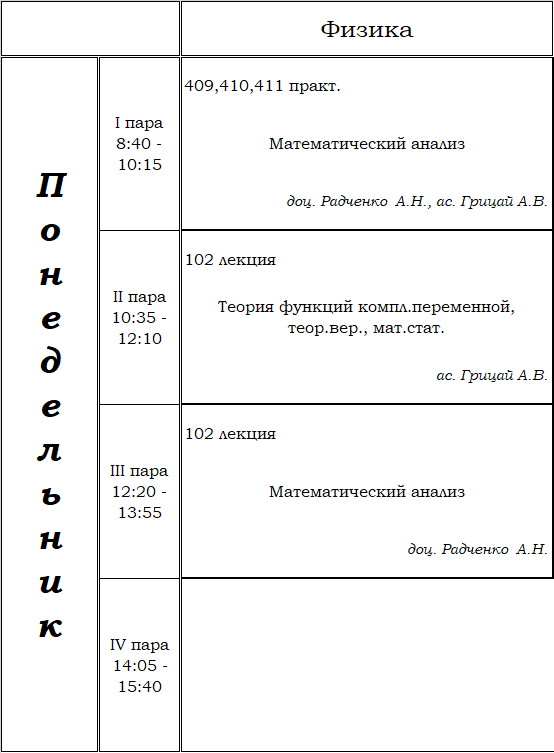 Физика
Понедельник
I пара
8:40 -
10:15
409,410,411 практ.
Математический анализ
доц. Радченко А.Н., ас. Грицай А.В.
II пара
10:35 -
12:10
102 лекция
Теория функций компл.переменной,
теор.вер., мат.стат.
ас. Грицай А.В.
III пара
12:20 -
13:55
102 лекция
Математический анализ
доц. Радченко А.Н.
IV пара
14:05 -
15:40